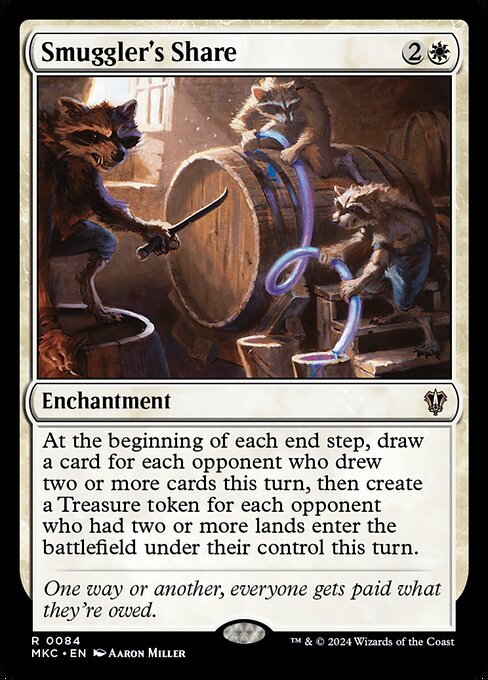 Smuggler's Share 2
Enchantment
At the beginning of each end step, draw
a card for each opponent who drew
two or more cards this turn, then create
a Treasure token for each opponent
who had two or more lands enter the
battlefield under their control this turn.
One way or another, everyone gets paid what
they're owed.
R 0084
MKC • EN Aaron Miller
™ & © 2024 Wizards of the Coast